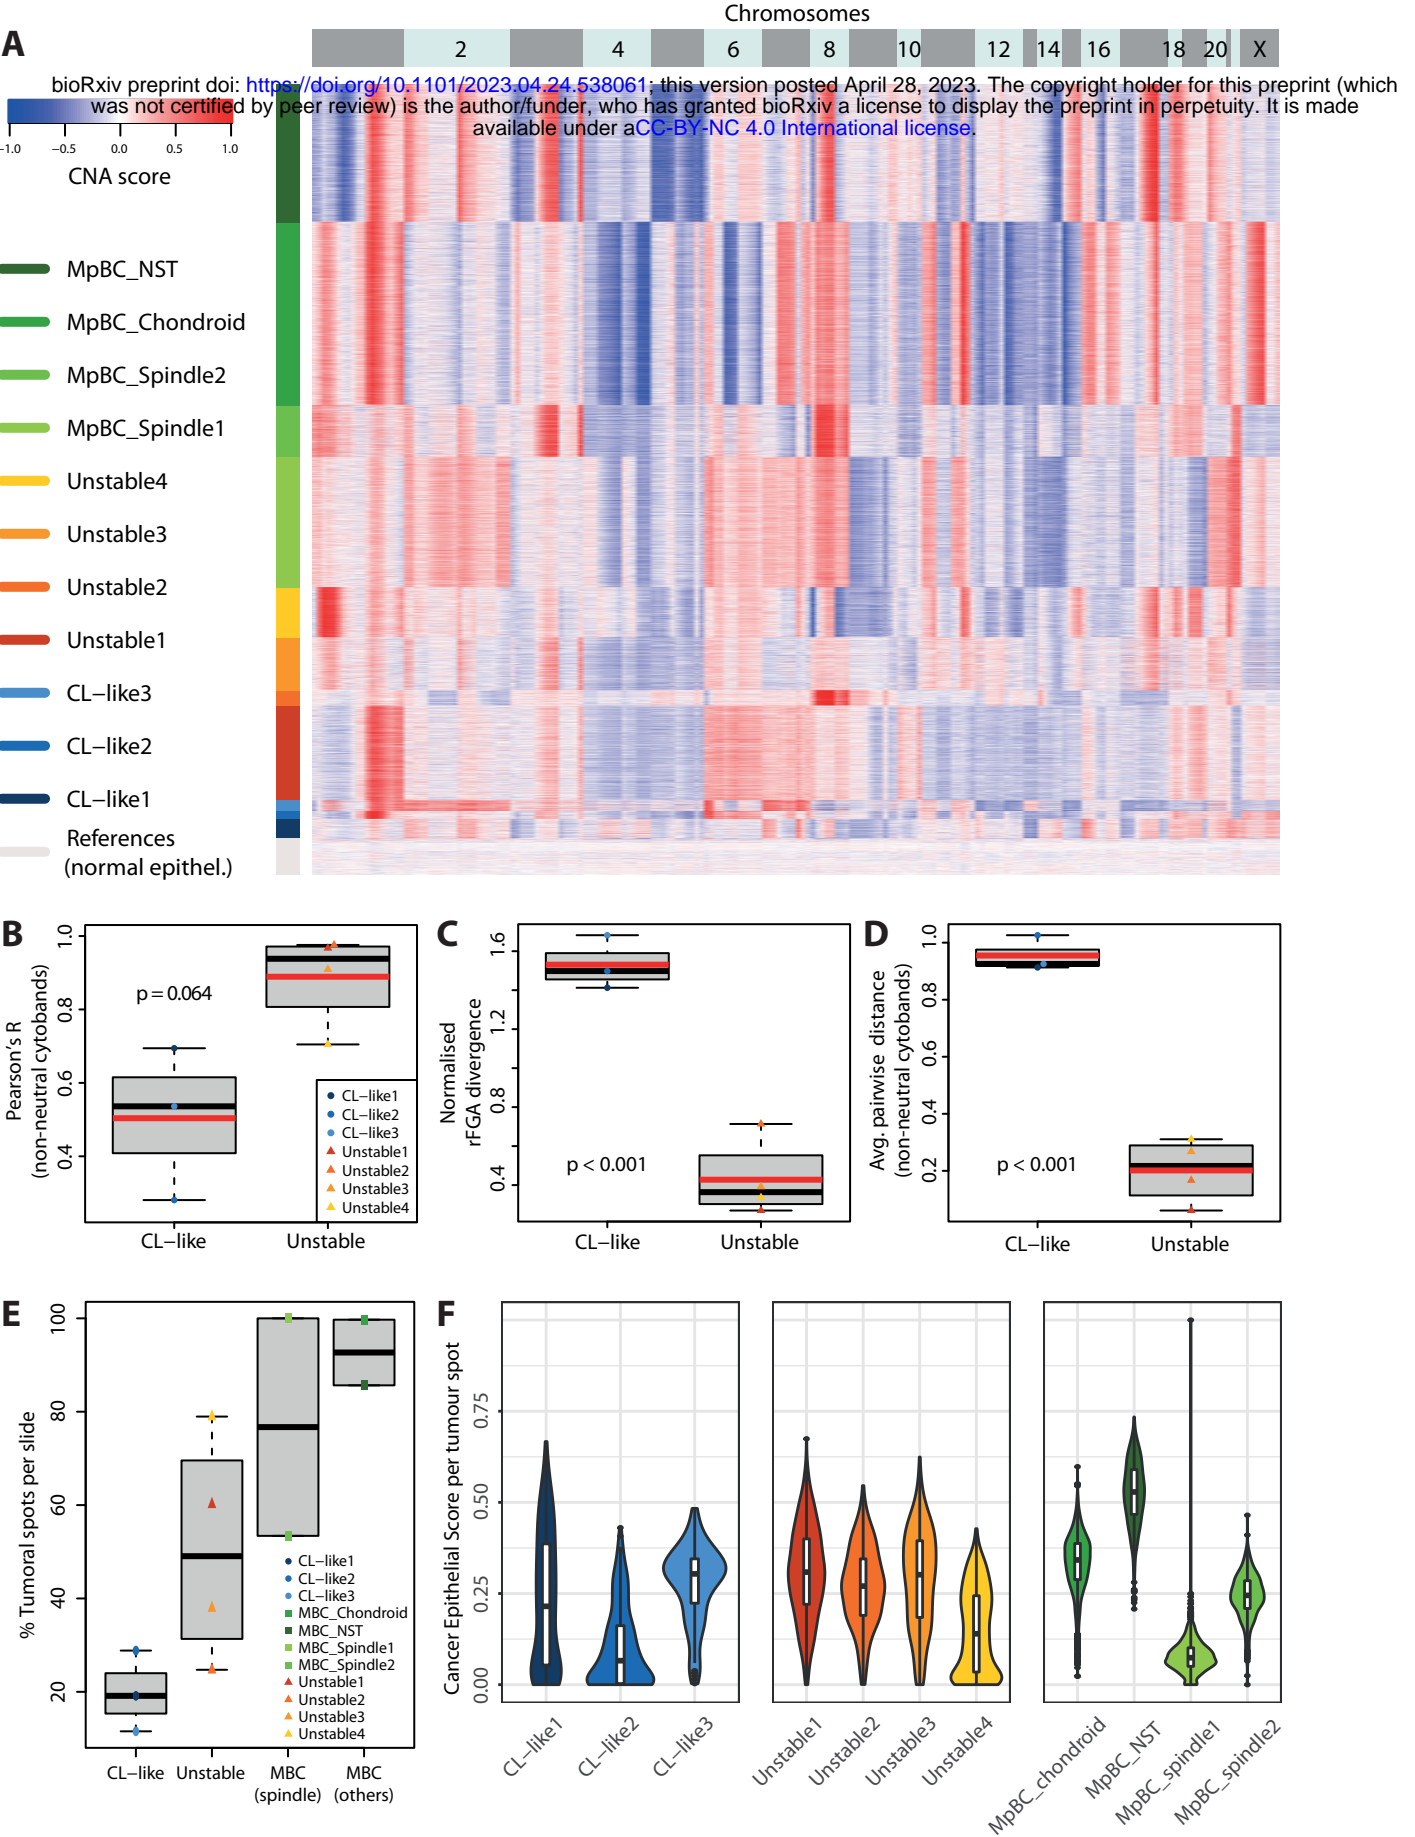 Chromosomes
A
2 4 6 8 10 12 14 16 18 20 X
bioRxiv preprint doi: https://doi.org/10.1101/2023.04.24.538061; this version posted April 28, 2023. The copyright holder for this preprint (which
was not certified by peer review) is the author/funder, who has granted bioRxiv a license to display the preprint in perpetuity. It is made
available under aCC-BY-NC 4.0 International license.
−1.0 −0.5 0.0 0.5 1.0
CNA score
MpBC_NST
MpBC_Chondroid
MpBC_Spindle2
MpBC_Spindle1
Unstable4
Unstable3
Unstable2
Unstable1
CL−like3
CL−like2
CL−like1
References
(normal epithel.)
B
Pearson's R
(non−neutral cytobands)
1.0
0.8
0.6
0.4
p = 0.064
CL−like1
CL−like2
CL−like3
Unstable1
Unstable2
Unstable3
Unstable4
CL−like Unstable
C
Normalised
rFGA divergence
1.6
1.2
0.8
0.4
p < 0.001
CL−like Unstable
D
Avg. pairwise distance
(non−neutral cytobands)
1.0
0.8
0.6
0.4
0.2
p < 0.001
CL−like Unstable
E
% Tumoral spots per slide
100
80
60
40
20
CL−like1
CL−like2
CL−like3
MBC_Chondroid
MBC_NST
MBC_Spindle1
MBC_Spindle2
Unstable1
Unstable2
Unstable3
Unstable4
CL−like Unstable MBC MBC
(spindle) (others)
F
Cancer Epithelial Score per tumour spot
0.75
0.50
0.25
0.00
CL−like1
CL−like2
CL−like3
Unstable1
Unstable2
Unstable3
Unstable4
MpBC_chondroid
MpBC_NST
MpBC_spindle1
MpBC_spindle2